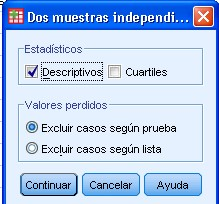 Dos muestras independi...
Estadísticos
Descriptivos Cuartiles
Valores perdidos
Excluir casos según prueba
Excluir casos según lista
Continuar Cancelar Ayuda